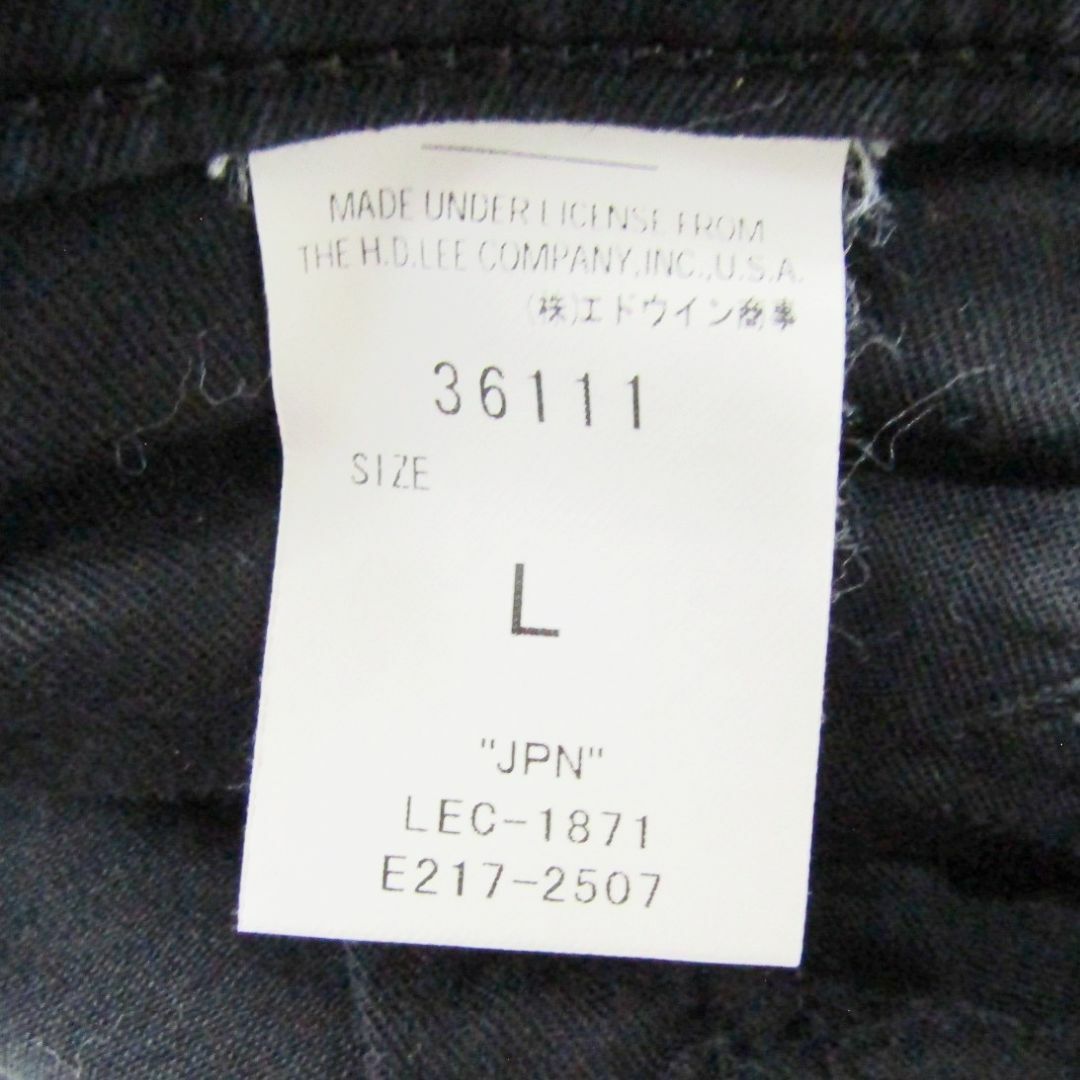 MADE UNDER LICENSE FROM
THE H.D.LEE COMPANY,INC.,U.S.A.
(株)エドウイン商事
36111
SIZE
L
"JPN"
LEC-1871
E217-2507